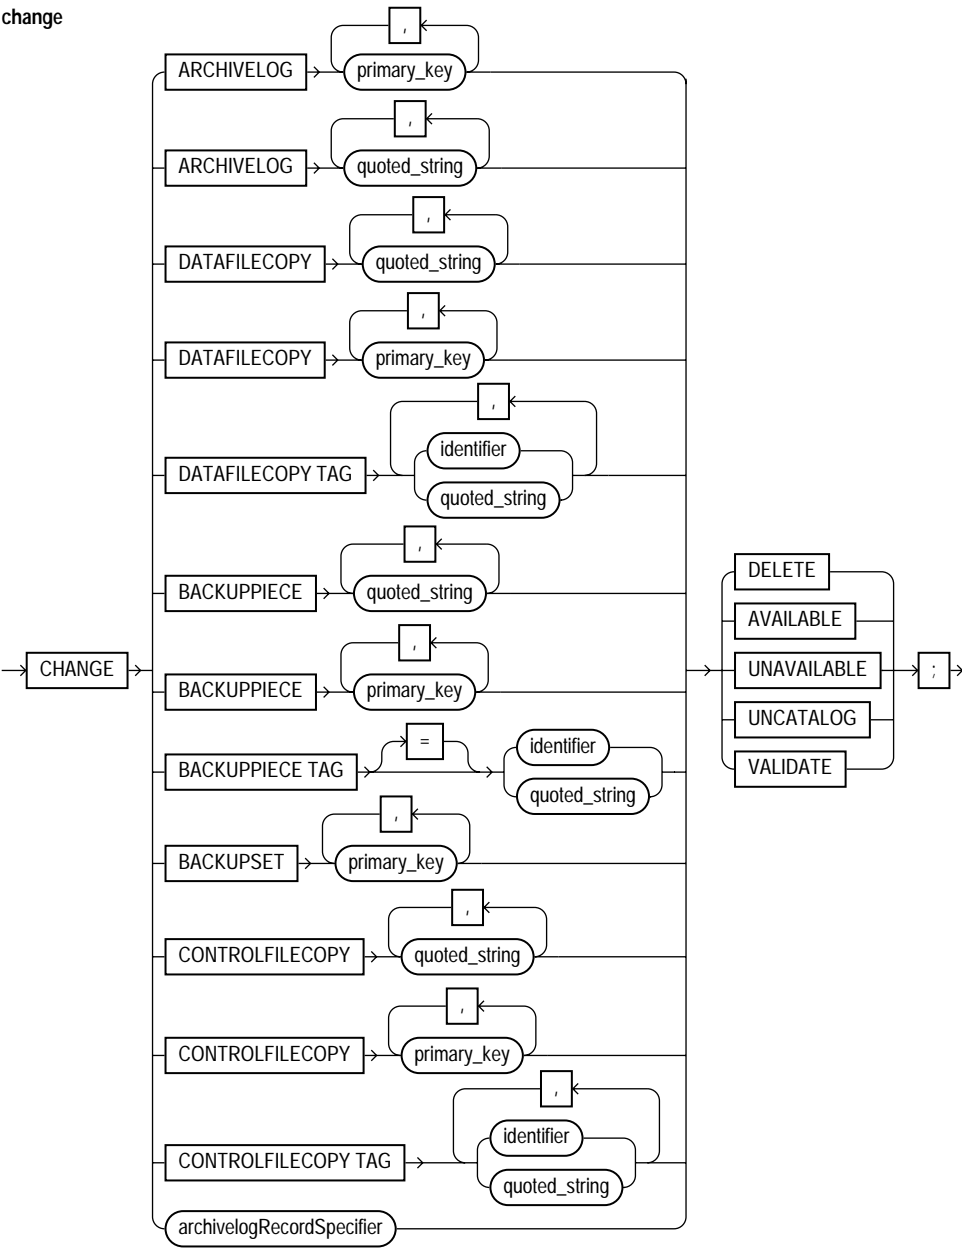 change
,
ARCHIVELOG primary_key
,
ARCHIVELOG quoted_string
,
DATAFILECOPY quoted_string
,
DATAFILECOPY primary_key
,
identifier
DATAFILECOPY TAG
quoted_string
,
BACKUPPIECE quoted_string
DELETE
AVAILABLE
,
CHANGE
UNAVAILABLE ;
BACKUPPIECE primary_key
UNCATALOG
=
identifier
BACKUPPIECE TAG
VALIDATE
quoted_string
,
BACKUPSET primary_key
,
CONTROLFILECOPY quoted_string
,
CONTROLFILECOPY primary_key
,
identifier
CONTROLFILECOPY TAG
quoted_string
archivelogRecordSpecifier